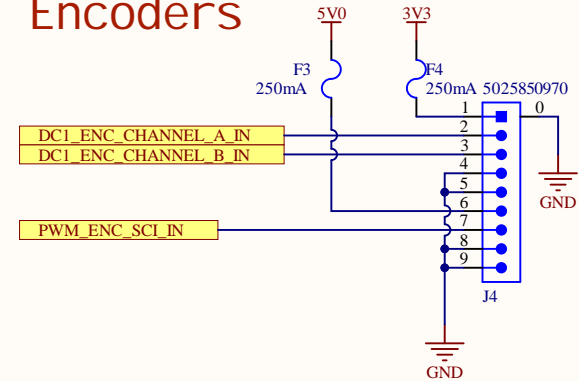 Encoders
5V0 3V3
F3 F4
250mA 250mA 5025850970
1 0
DC1_ENC_CHANNEL_A_IN 2
DC1_ENC_CHANNEL_B_IN 3
4
5
GND
6
PWM_ENC_SCI_IN 7
8
9
J4
GND